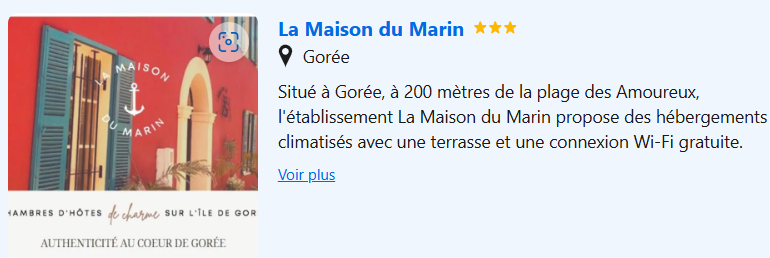 La Maison du Marin
Gorée
Situé à Gorée, à 200 mètres de la plage des Amoureux,
l'établissement La Maison du Marin propose des hébergements
climatisés avec une terrasse et une connexion Wi-Fi gratuite.
Voir plus
LA MAISON
DU MARIN
HAMBRES D'HÔTES de charme SUR L'ÎLE DE GOR
AUTHENTICITÉ AU COEUR DE GORÉE